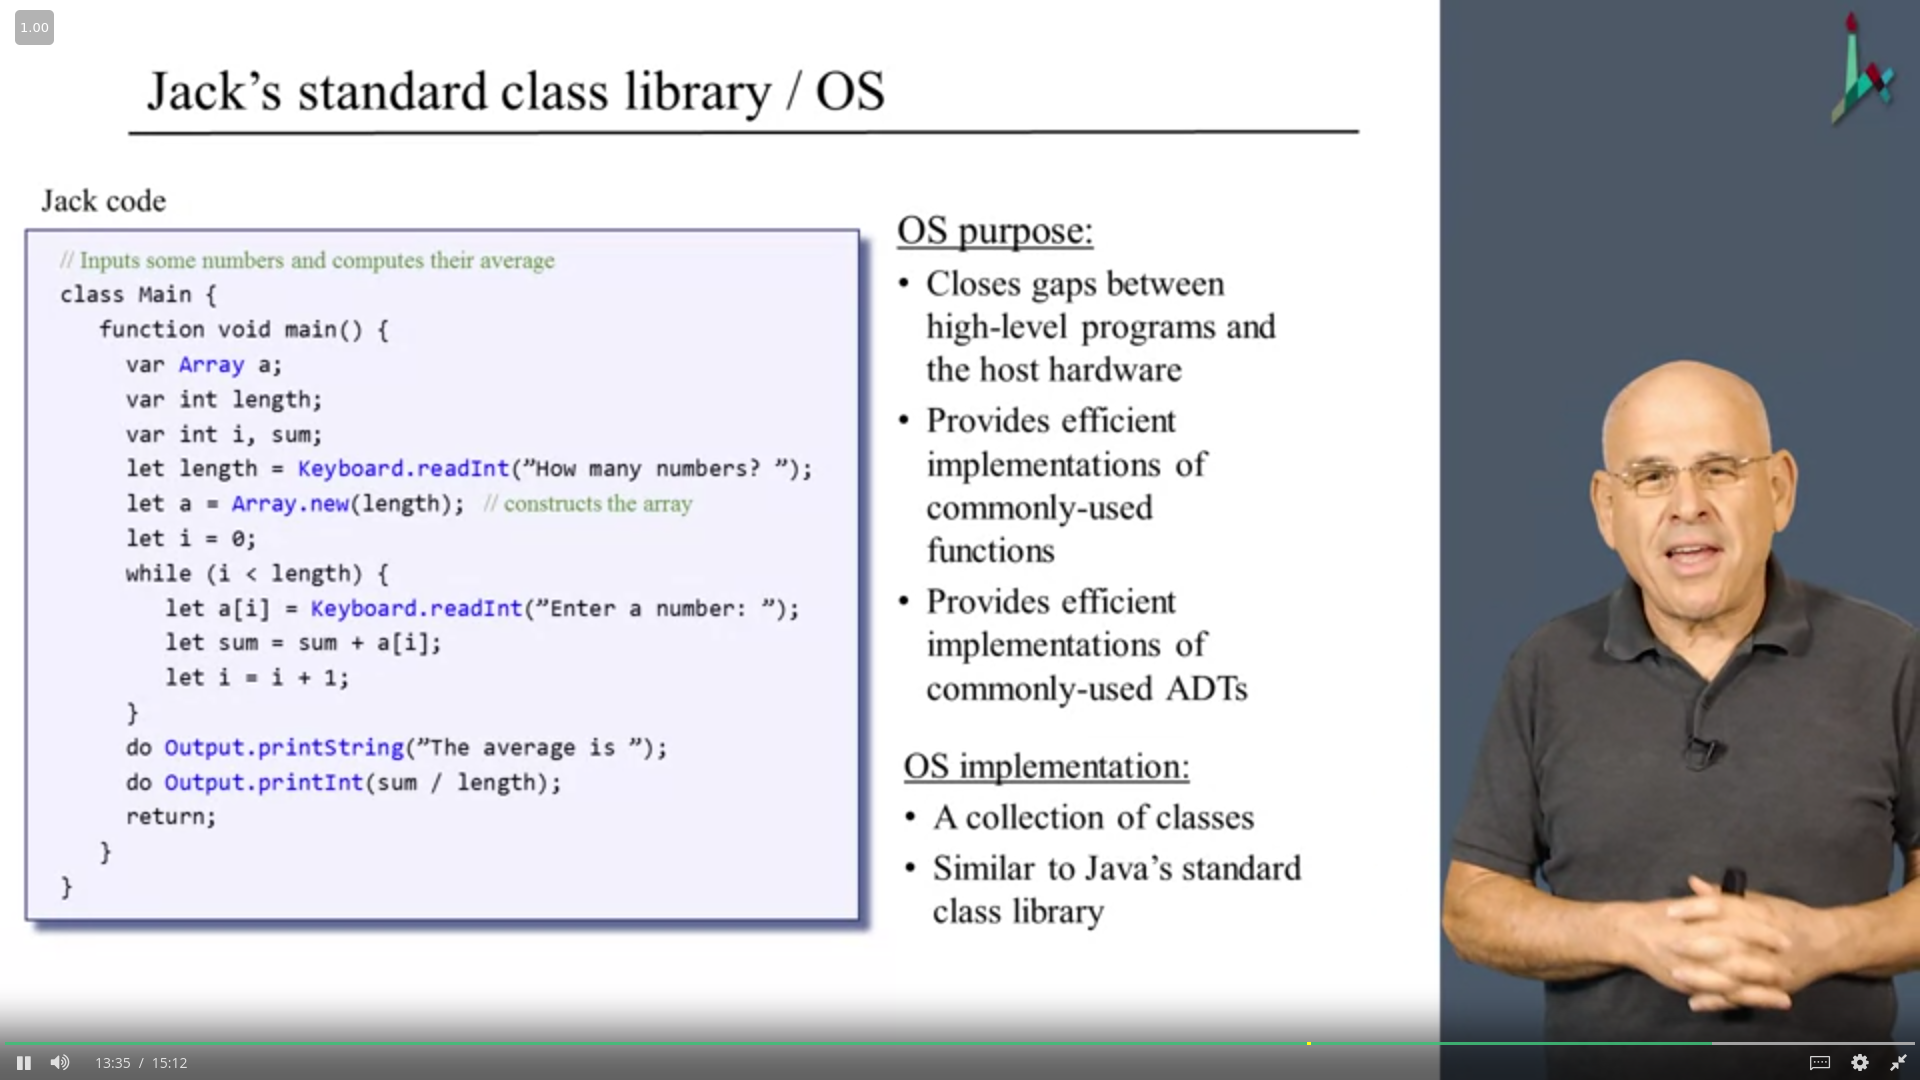 1.00
Jack’s standard class library / OS
Jack code
// Inputs some numbers and computes their average
class Main {
function void main() {
var Array a;
var int length;
var int i, sum;
let length = Keyboard.readInt(”How many numbers? ”);
let a = Array.new(length); // constructs the array
let i = 0;
while (i < length) {
let a[i] = Keyboard.readInt(”Enter a number: ”);
let sum = sum + a[i];
let i = i + 1;
}
do Output.printString(”The average is ”);
do Output.printInt(sum / length);
return;
}
}
OS purpose:
• Closes gaps between
high-level programs and
the host hardware
• Provides efficient
implementations of
commonly-used
functions
• Provides efficient
implementations of
commonly-used ADTs
OS implementation:
• A collection of classes
• Similar to Java’s standard
class library
13:35 / 15:12